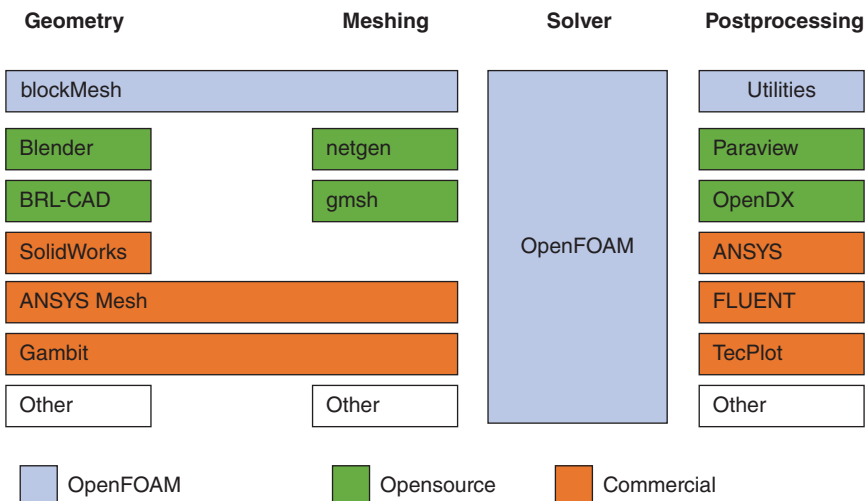 Geometry Meshing Solver Postprocessing
blockMesh Utilities
Blender netgen Paraview
BRL-CAD gmsh OpenDX
SolidWorks OpenFOAM ANSYS
ANSYS Mesh FLUENT
Gambit TecPlot
Other Other Other
OpenFOAM Opensource Commercial